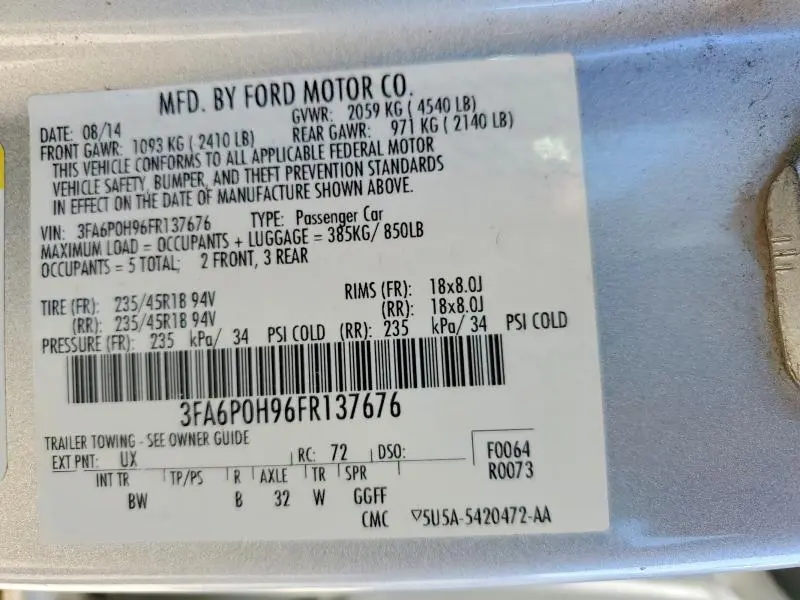 MFD. BY FORD MOTOR CO.
DATE: 08/14 GVWR: 2059 KG ( 4540 LB)
FRONT GAWR: 1093 KG ( 2410 LB) REAR GAWR: 971 KG ( 2140 LB)
THIS VEHICLE CONFORMS TO ALL APPLICABLE FEDERAL MOTOR
VEHICLE SAFETY, BUMPER, AND THEFT PREVENTION STANDARDS
IN EFFECT ON THE DATE OF MANUFACTURE SHOWN ABOVE.
VIN: 3FA6P0H96FR137676 TYPE: Passenger Car
MAXIMUM LOAD = OCCUPANTS + LUGGAGE = 385KG/ 850LB
OCCUPANTS = 5 TOTAL; 2 FRONT, 3 REAR
TIRE (FR): 235/45R18 94V RIMS (FR): 18x8.0J
(RR): 235/45R18 94V (RR): 18x8.0J
PRESSURE (FR): 235 kPa/ 34 PSI COLD (RR): 235 kPa/ 34 PSI COLD
3FA6P0H96FR137676
TRAILER TOWING - SEE OWNER GUIDE
EXT PNT: UX RC: 72 DSO: F0064
R0073
INT TR TP/PS R AXLE TR SPR
BW B 32 W GGFF
CMC ▽5U5A-5420472-AA